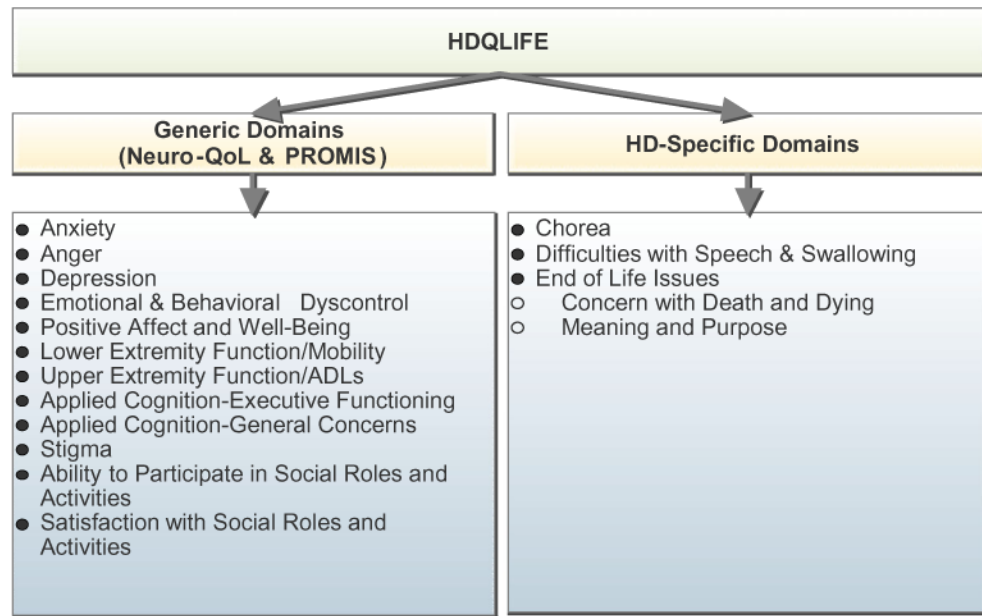 HDQLIFE
Generic Domains
(Neuro-QoL & PROMIS)
HD-Specific Domains
● Anxiety
● Anger
● Depression
● Emotional & Behavioral Dyscontrol
● Positive Affect and Well-Being
● Lower Extremity Function/Mobility
● Upper Extremity Function/ADLs
● Applied Cognition-Executive Functioning
● Applied Cognition-General Concerns
● Stigma
● Ability to Participate in Social Roles and
Activities
● Satisfaction with Social Roles and
Activities
● Chorea
● Difficulties with Speech & Swallowing
● End of Life Issues
○ Concern with Death and Dying
○ Meaning and Purpose